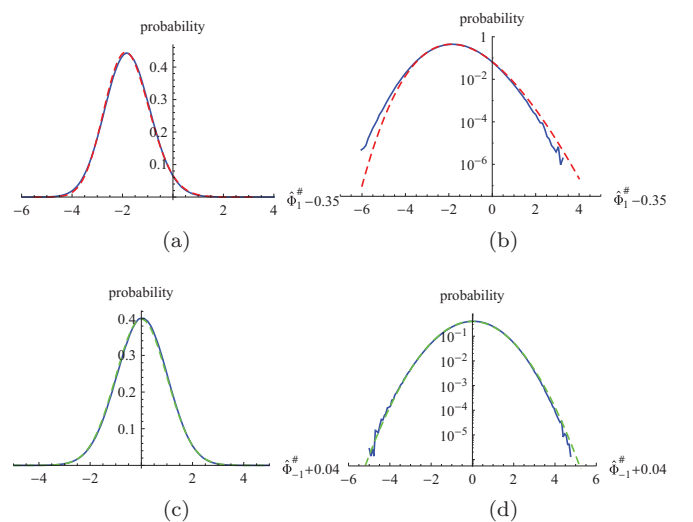 probability
0.4
0.3
0.2
0.1
−4 −2 0 2 4
Φ̂₁^#−0.35
(a)
probability
1
10⁻²
10⁻⁴
10⁻⁶
−6 −4 −2 0 2 4
Φ̂₁^#−0.35
(b)
probability
0.4
0.3
0.2
0.1
−4 −2 0 2 4
Φ̂₋₁^#+0.04
(c)
probability
10⁻¹
10⁻²
10⁻³
10⁻⁴
10⁻⁵
−6 −4 −2 0 2 4 6
Φ̂₋₁^#+0.04
(d)